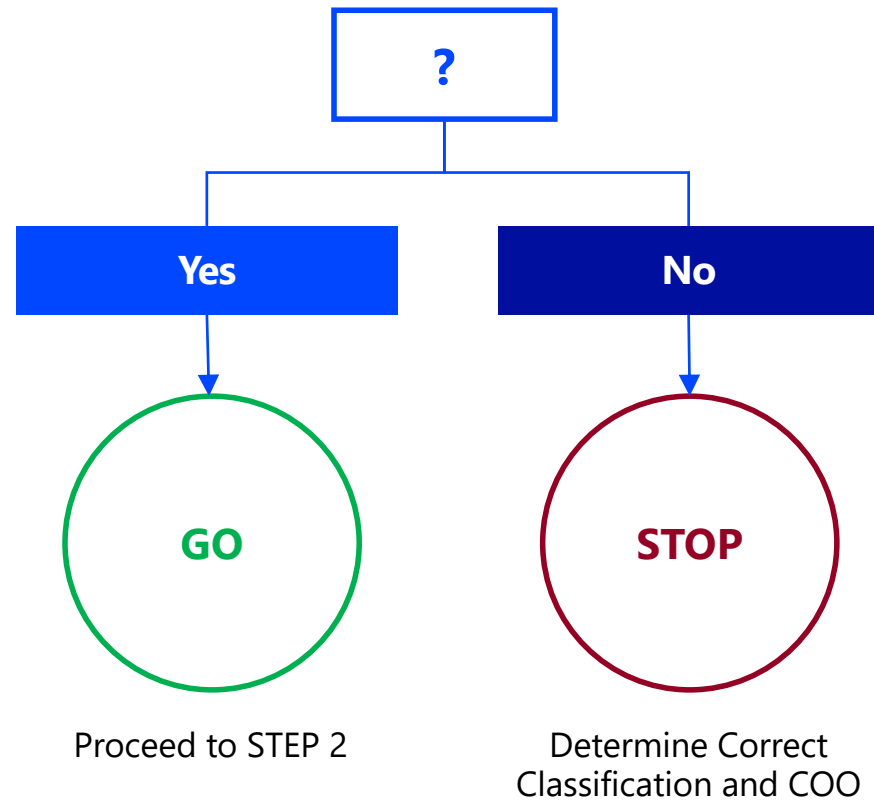 ?
Yes
No
GO
STOP
Proceed to STEP 2
Determine Correct
Classification and COO